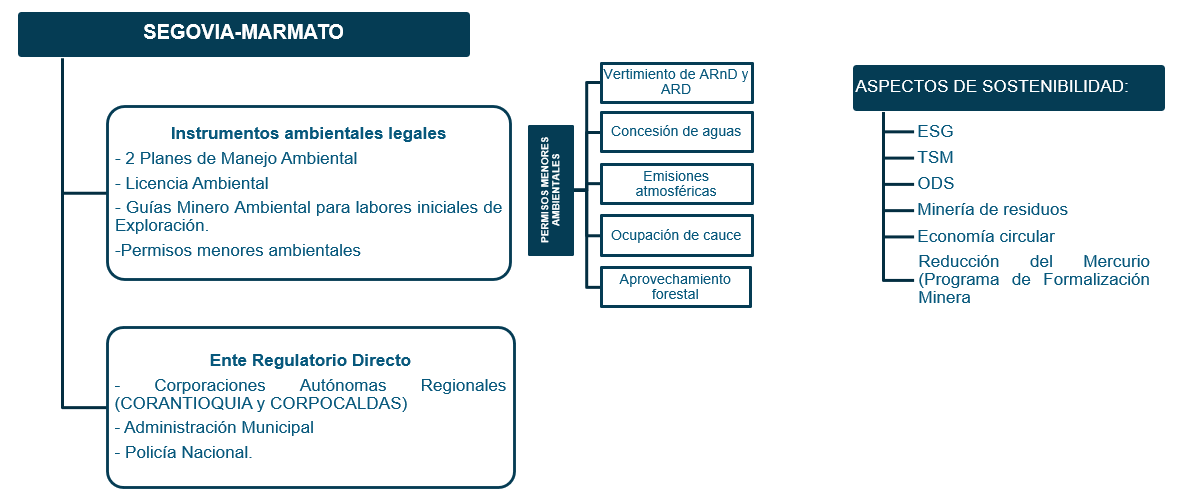 SEGOVIA-MARMATO
Instrumentos ambientales legales
- 2 Planes de Manejo Ambiental
- Licencia Ambiental
- Guías Minero Ambiental para labores iniciales de
Exploración.
-Permisos menores ambientales
Ente Regulatorio Directo
- Corporaciones Autónomas Regionales
(CORANTIOQUIA y CORPOCALDAS)
- Administración Municipal
- Policía Nacional.
PERMISOS MENORES
AMBIENTALES
Vertimiento de ARnD y
ARD
Concesión de aguas
Emisiones
atmosféricas
Ocupación de cauce
Aprovechamiento
forestal
ASPECTOS DE SOSTENIBILIDAD:
ESG
TSM
ODS
Minería de residuos
Economía circular
Reducción del Mercurio
(Programa de Formalización
Minera